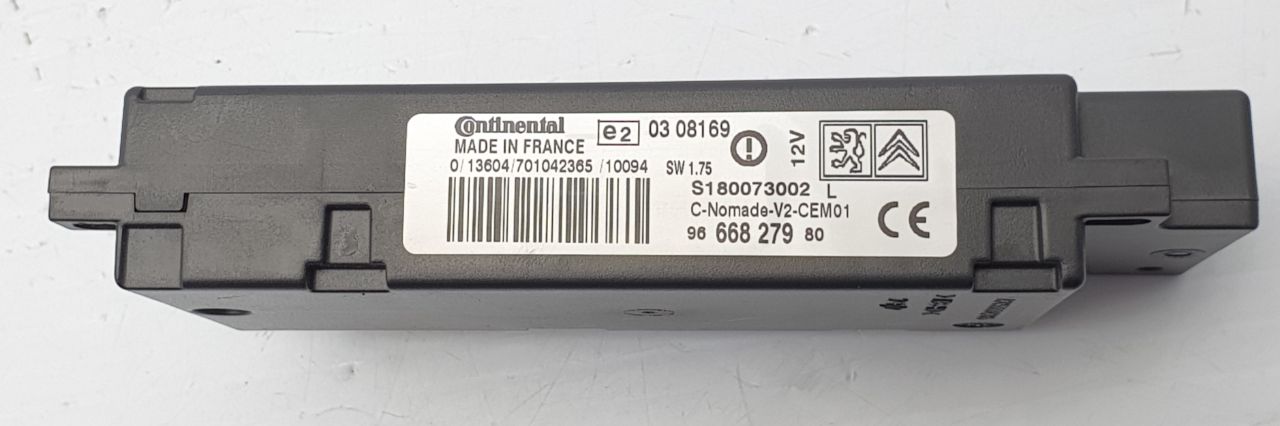 Continental
MADE IN FRANCE
e2
03 08169
12V
0/13604/701042365 /10094
SW 1.75
S180073002 L
C-Nomade-V2-CEM01
96 668 279 80
CE